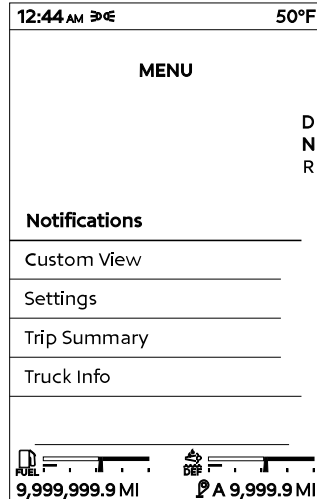 12:44 AM 50°F
MENU
D
N
R
Notifications
Custom View
Settings
Trip Summary
Truck Info
FUEL DEF
9,999,999.9 MI A 9,999.9 MI